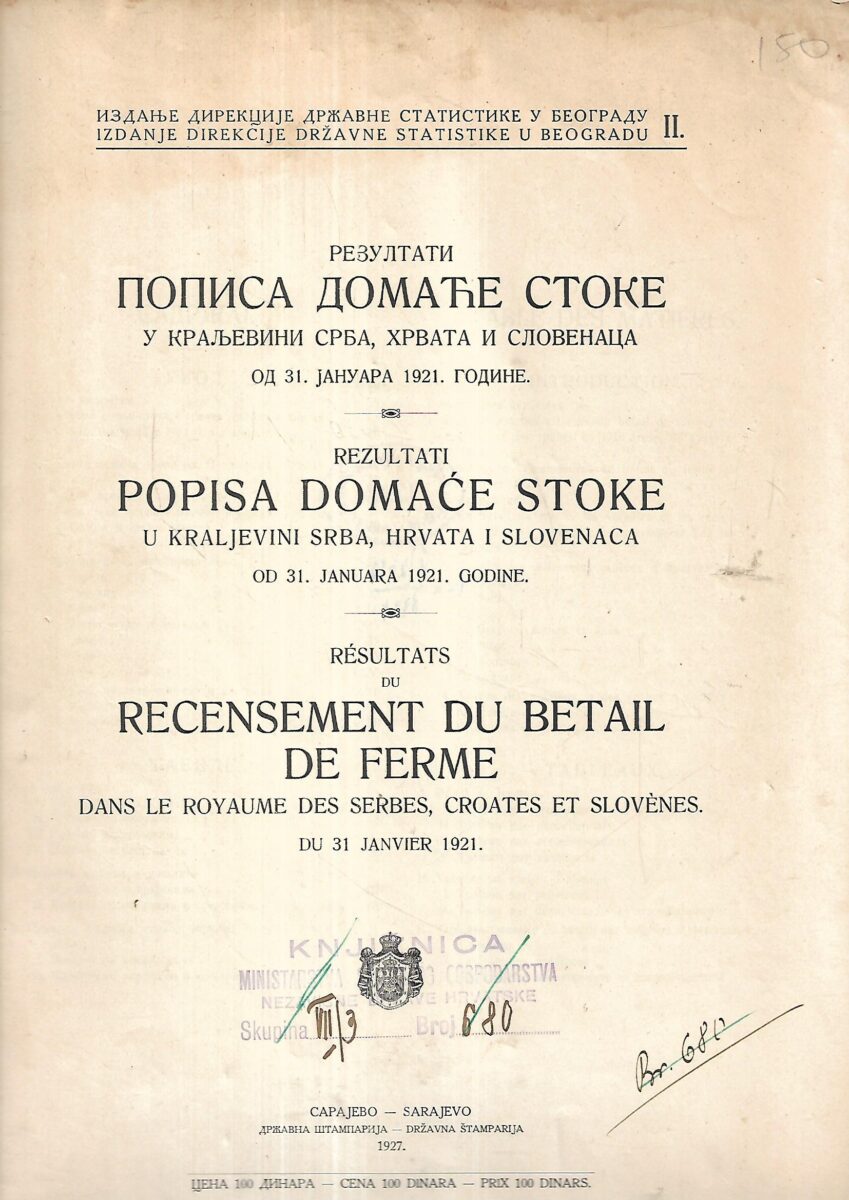 180
ИЗДАЊЕ ДИРЕКЦИЈЕ ДРЖАВНЕ СТАТИСТИКЕ У БЕОГРАДУ
IZDANJE DIREKCIJE DRŽAVNE STATISTIKE U BEOGRADU II.
РЕЗУЛТАТИ
ПОПИСА ДОМАЋЕ СТОКЕ
У КРАЉЕВИНИ СРБА, ХРВАТА И СЛОВЕНАЦА
ОД 31. ЈАНУАРА 1921. ГОДИНЕ.
REZULTATI
POPISA DOMAĆE STOKE
U KRALJEVINI SRBA, HRVATA I SLOVENACA
OD 31. JANUARA 1921. GODINE.
RÉSULTATS
DU
RECENSEMENT DU BETAIL
DE FERME
DANS LE ROYAUME DES SERBES, CROATES ET SLOVÈNES.
DU 31 JANVIER 1921.
KNJIŽNICA
GOSPODARSTVA
HRVATSKE
Skupina VII/3 Broj 680
Br. 680
САРАЈЕВО — SARAJEVO
ДРЖАВНА ШТАМПАРИЈА — DRŽAVNA ŠTAMPARIJA
1927.
ЦЕНА 100 ДИНАРА — CENA 100 DINARA — PRIX 100 DINARS.